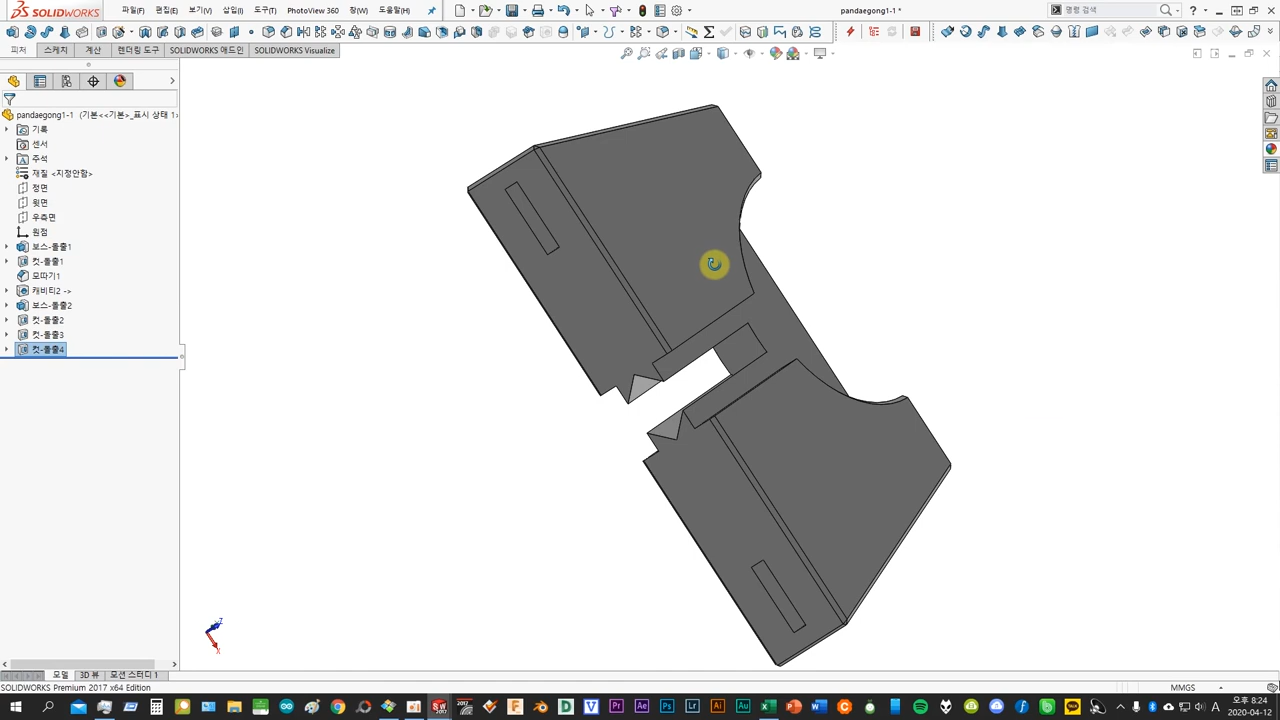 SOLIDWORKS
파일(F)
편집(E)
보기(V)
삽입(I)
도구(T)
PhotoView 360
창(W)
도움말(H)
pandaegong1-1 *
명령 검색
피처
스케치
계산
렌더링 도구
SOLIDWORKS 애드인
SOLIDWORKS Visualize
pandaegong1-1 (기본<<기본>_표시 상태 1>
기록
센서
주석
재질 <지정안함>
정면
윗면
우측면
원점
보스-돌출1
컷-돌출1
모따기1
캐비티2 ->
보스-돌출2
컷-돌출2
컷-돌출3
컷-돌출4
Z
X
모델
3D 뷰
모션 스터디 1
SOLIDWORKS Premium 2017 x64 Edition
MMGS
오후 8:24
2020-04-12